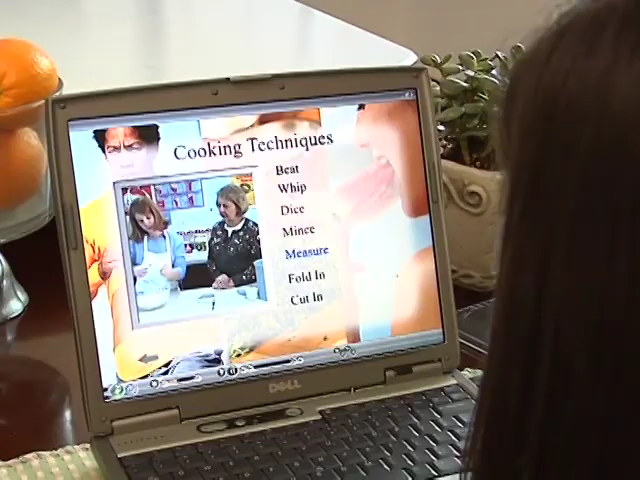 Cooking Techniques
Beat
Whip
Dice
Mince
Measure
Fold In
Cut In
DELL